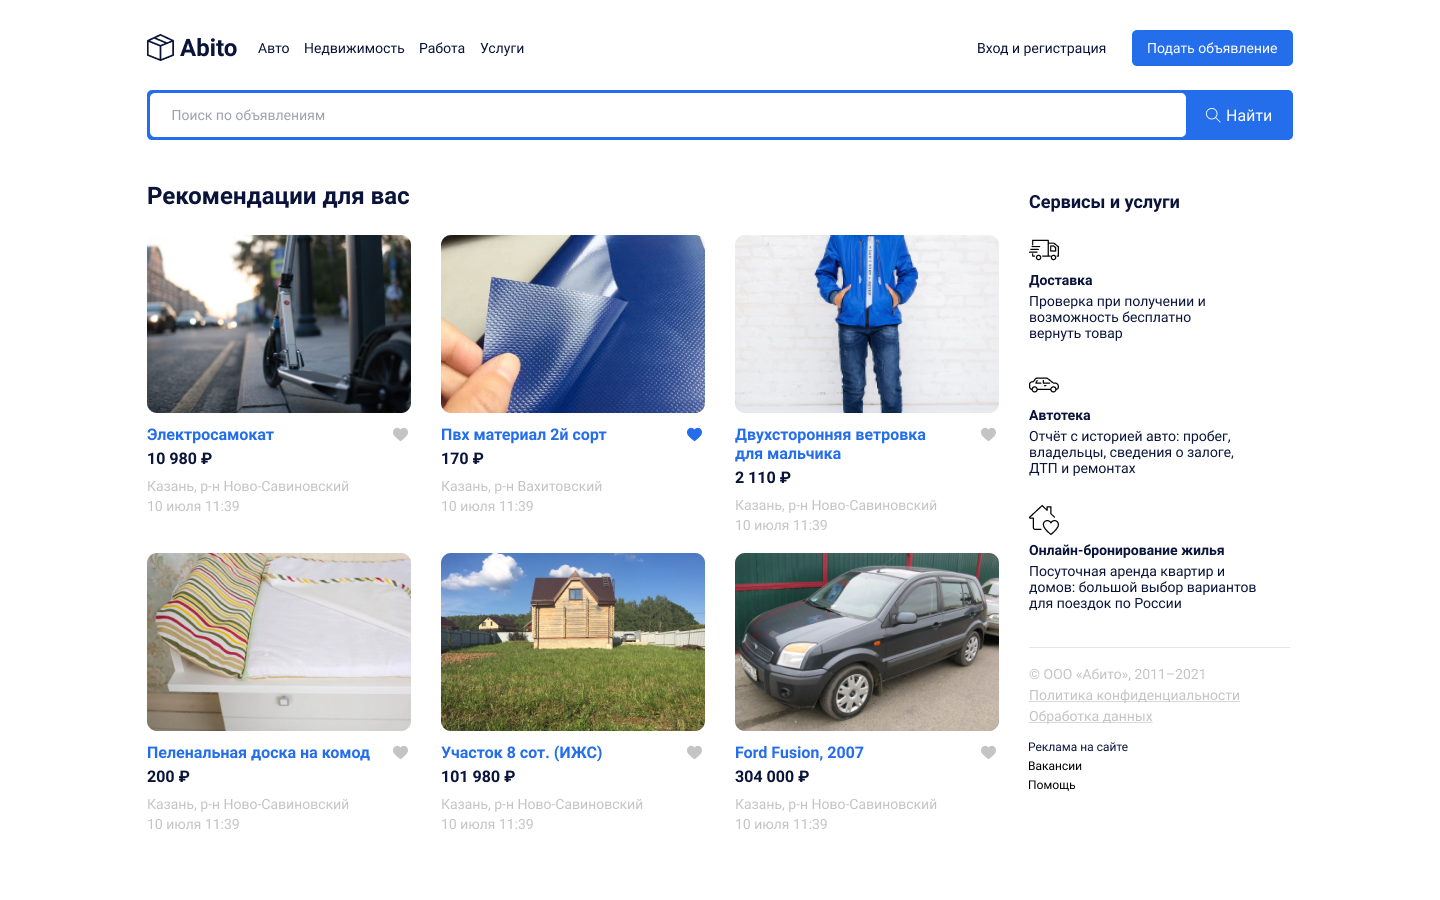 Abito
Авто
Недвижимость
Работа
Услуги
Вход и регистрация
Подать объявление
Поиск по объявлениям
Найти
Рекомендации для вас
Электросамокат
10 980 ₽
Казань, р-н Ново-Савиновский
10 июля 11:39
Пвх материал 2й сорт
170 ₽
Казань, р-н Вахитовский
10 июля 11:39
Двухсторонняя ветровка
для мальчика
2 110 ₽
Казань, р-н Ново-Савиновский
10 июля 11:39
Пеленальная доска на комод
200 ₽
Казань, р-н Ново-Савиновский
10 июля 11:39
Участок 8 сот. (ИЖС)
101 980 ₽
Казань, р-н Ново-Савиновский
10 июля 11:39
Ford Fusion, 2007
304 000 ₽
Казань, р-н Ново-Савиновский
10 июля 11:39
Сервисы и услуги
Доставка
Проверка при получении и
возможность бесплатно
вернуть товар
Автотека
Отчёт с историей авто: пробег,
владельцы, сведения о залоге,
ДТП и ремонтах
Онлайн-бронирование жилья
Посуточная аренда квартир и
домов: большой выбор вариантов
для поездок по России
© ООО «Абито», 2011–2021
Политика конфиденциальности
Обработка данных
Реклама на сайте
Вакансии
Помощь